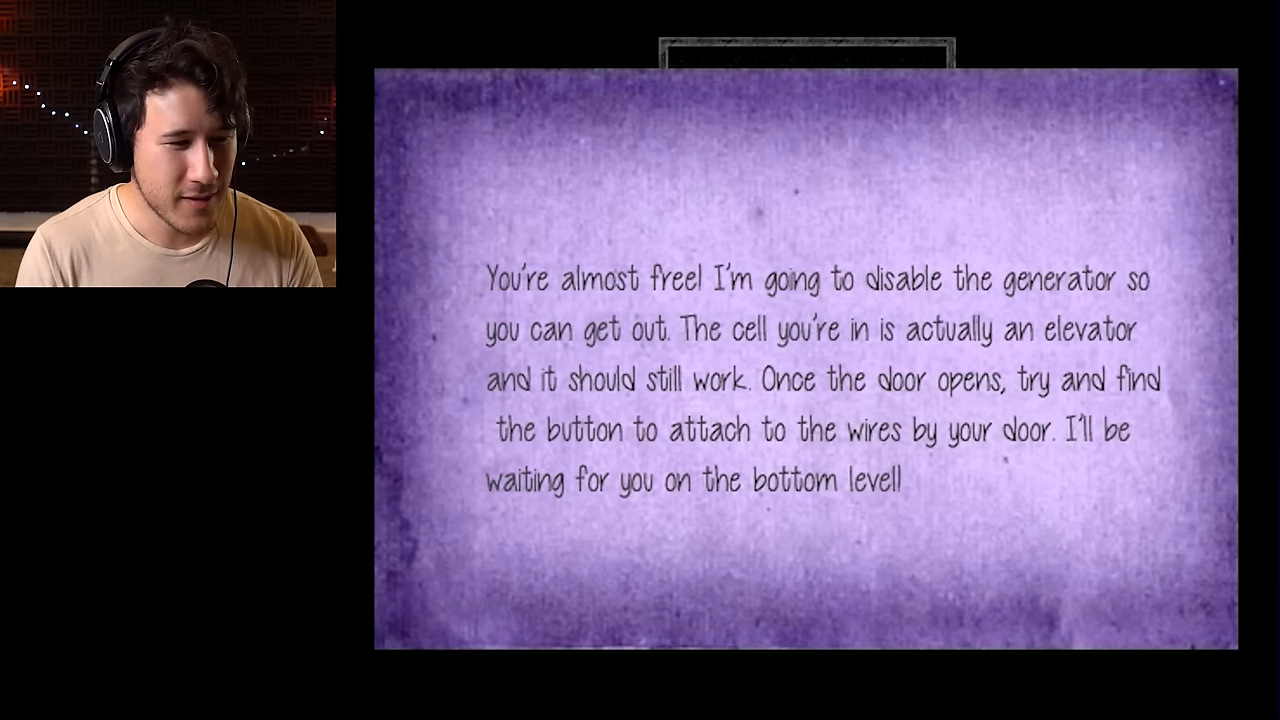 You're almost free! I'm going to disable the generator so
you can get out. The cell you're in is actually an elevator
and it should still work. Once the door opens, try and find
the button to attach to the wires by your door. I'll be
waiting for you on the bottom level!